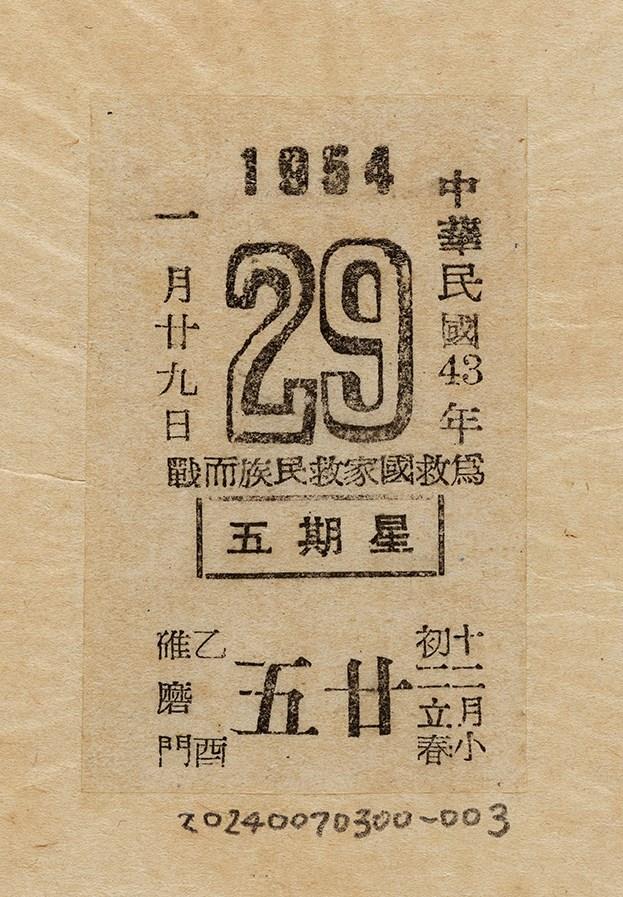 1954
中華民國43年
29
一月廿九日
爲救國家救民族而戰
星期五
十二月小
初二立春
廿五
乙酉
碓磨門
20240070300-003